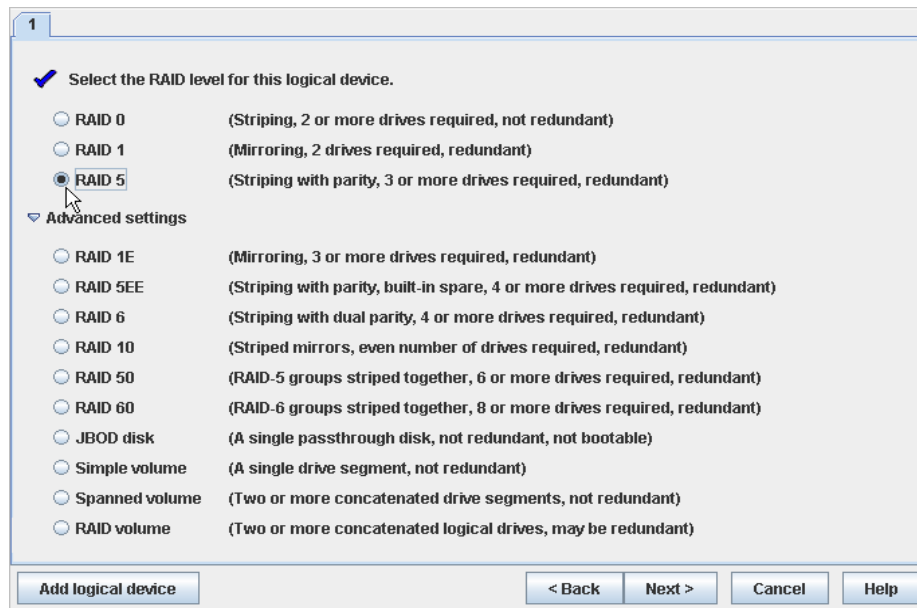 1
Select the RAID level for this logical device.
RAID 0 (Striping, 2 or more drives required, not redundant)
RAID 1 (Mirroring, 2 drives required, redundant)
RAID 5 (Striping with parity, 3 or more drives required, redundant)
Advanced settings
RAID 1E (Mirroring, 3 or more drives required, redundant)
RAID 5EE (Striping with parity, built-in spare, 4 or more drives required, redundant)
RAID 6 (Striping with dual parity, 4 or more drives required, redundant)
RAID 10 (Striped mirrors, even number of drives required, redundant)
RAID 50 (RAID-5 groups striped together, 6 or more drives required, redundant)
RAID 60 (RAID-6 groups striped together, 8 or more drives required, redundant)
JBOD disk (A single passthrough disk, not redundant, not bootable)
Simple volume (A single drive segment, not redundant)
Spanned volume (Two or more concatenated drive segments, not redundant)
RAID volume (Two or more concatenated logical drives, may be redundant)
Add logical device < Back Next > Cancel Help